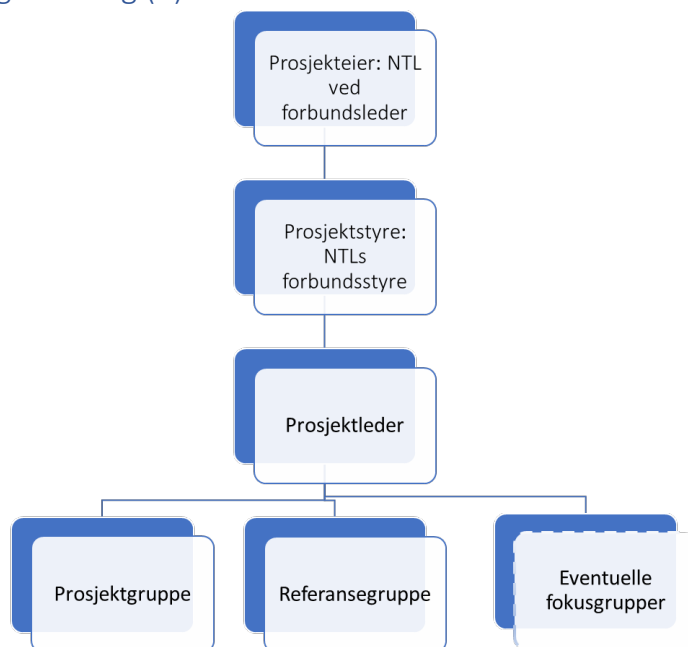 Prosjekteier: NTL
ved
forbundsleder
Prosjektstyre:
NTLs
forbundsstyre
Prosjektleder
Prosjektgruppe
Referansegruppe
Eventuelle
fokusgrupper